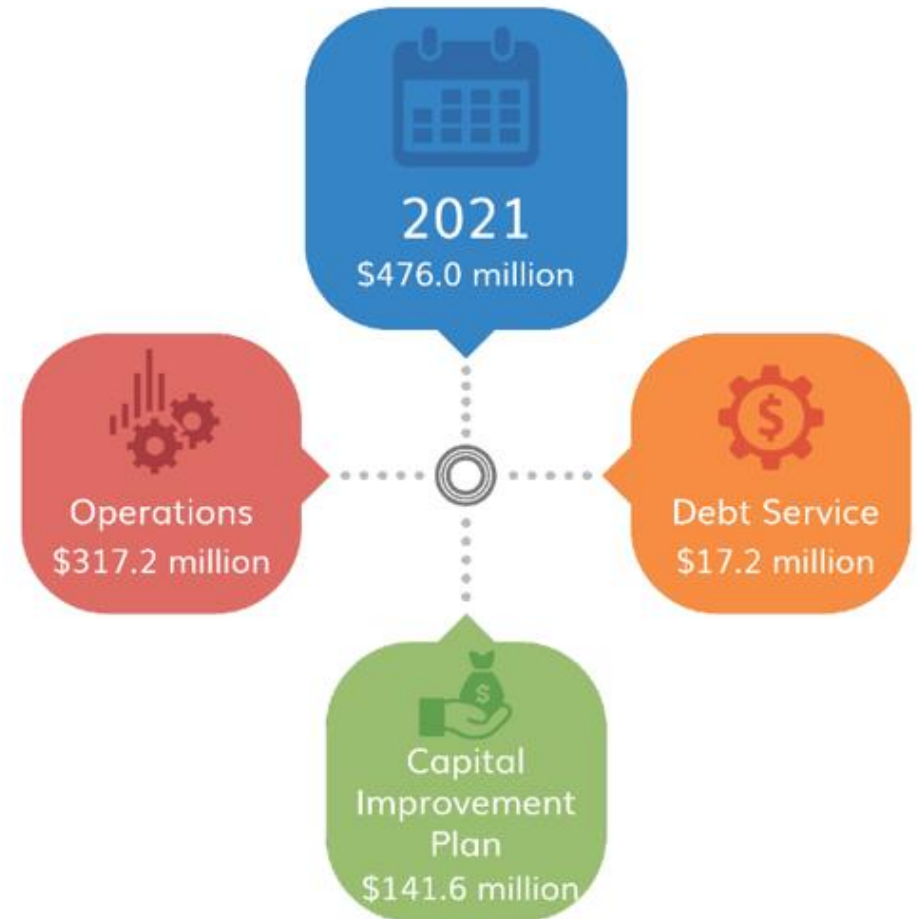 2021
$476.0 million
Operations
$317.2 million
$
Debt Service
$17.2 million
$
Capital
Improvement
Plan
$141.6 million